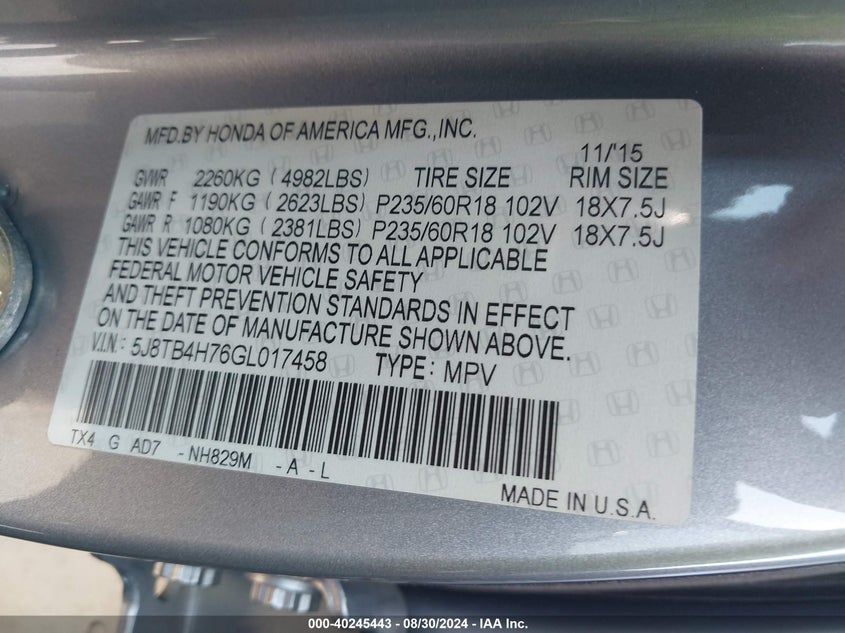 MFD.BY HONDA OF AMERICA MFG.,INC.
11/'15
GVWR 2260KG (4982LBS) TIRE SIZE RIM SIZE
GAWR F 1190KG (2623LBS) P235/60R18 102V 18X7.5J
GAWR R 1080KG (2381LBS) P235/60R18 102V 18X7.5J
THIS VEHICLE CONFORMS TO ALL APPLICABLE
FEDERAL MOTOR VEHICLE SAFETY
AND THEFT PREVENTION STANDARDS IN EFFECT
ON THE DATE OF MANUFACTURE SHOWN ABOVE.
V.I.N.: 5J8TB4H76GL017458 TYPE: MPV
TX4 G AD7 -NH829M -A -L
MADE IN U.S.A.
000-40245443 - 08/30/2024 - IAA Inc.